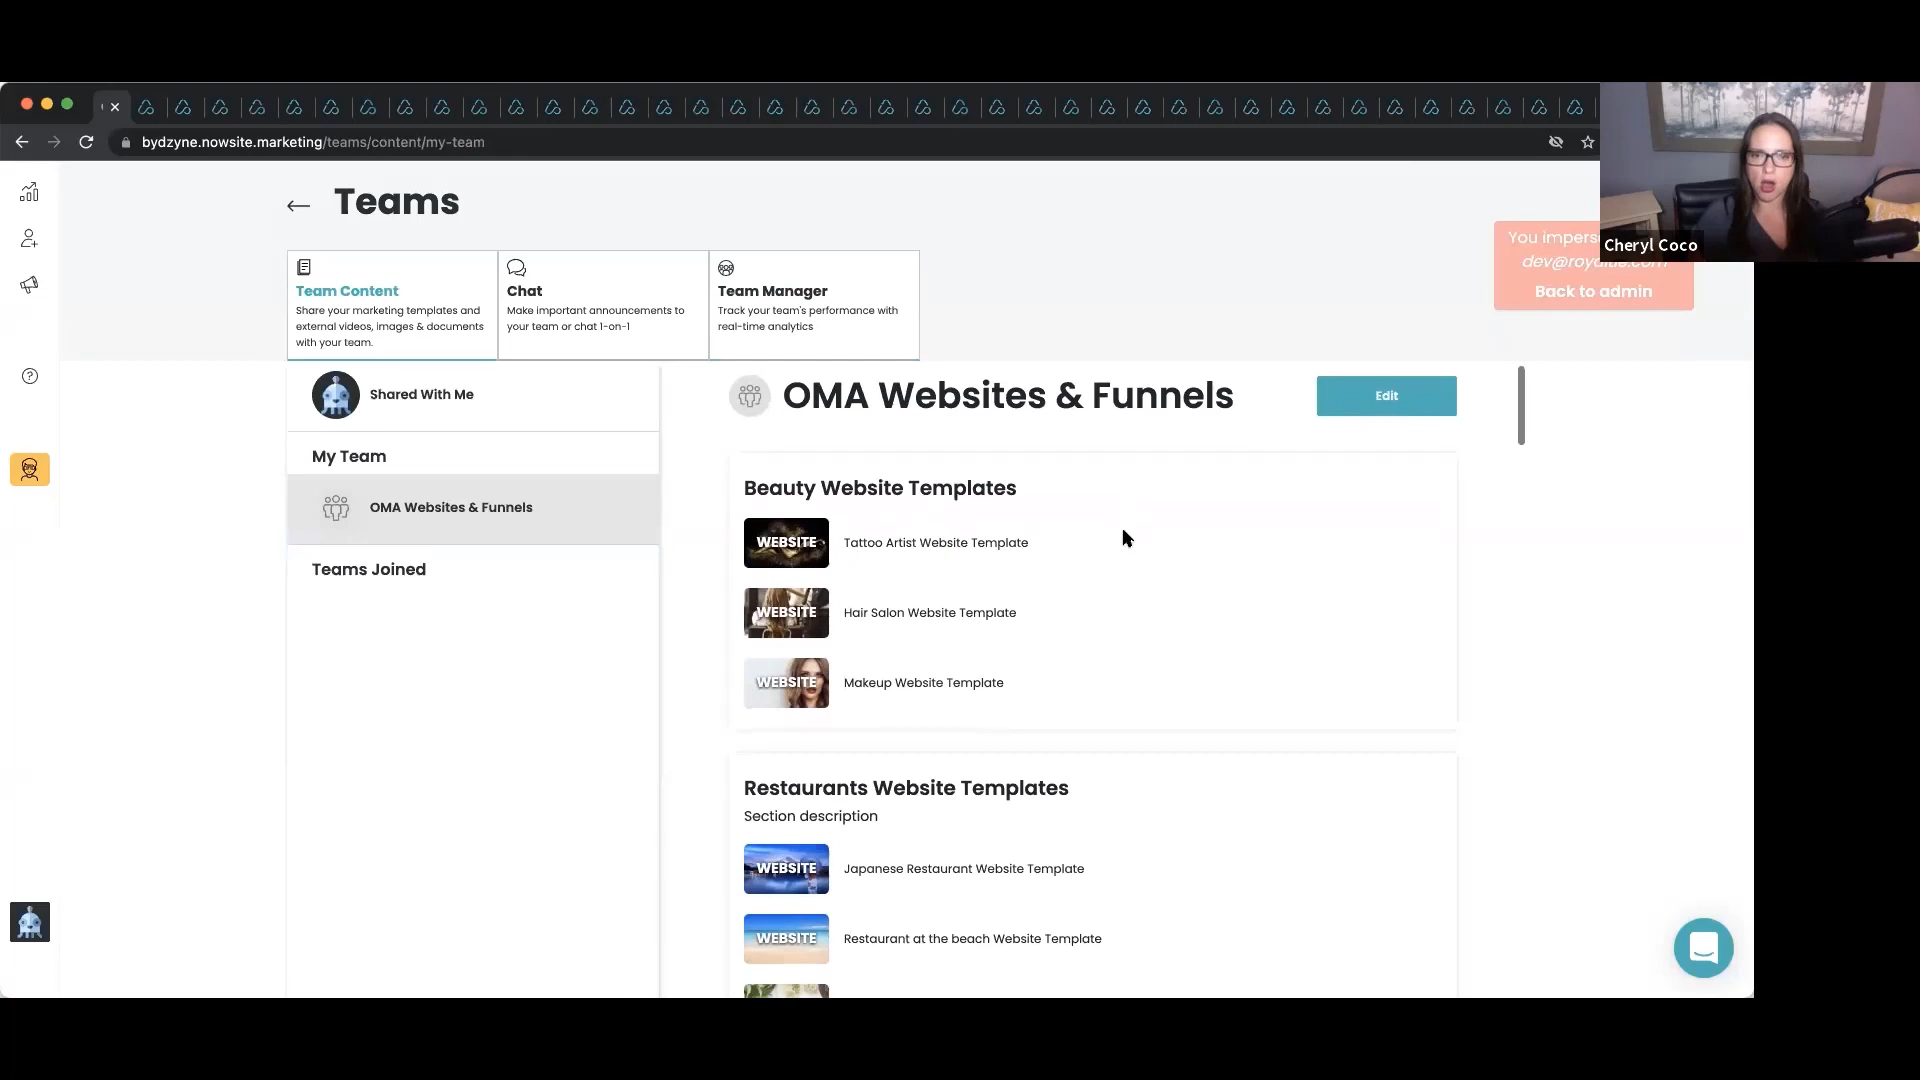 bydzyne.nowsite.marketing/teams/content/my-team
Teams
Cheryl Coco
You impers
Back to admin
Team Content
Share your marketing templates and
external videos, images & documents
with your team.
Chat
Make important announcements to
your team or chat 1-on-1
Team Manager
Track your team's performance with
real-time analytics
Shared With Me
My Team
OMA Websites & Funnels
Teams Joined
OMA Websites & Funnels
Edit
Beauty Website Templates
WEBSITE
Tattoo Artist Website Template
WEBSITE
Hair Salon Website Template
WEBSITE
Makeup Website Template
Restaurants Website Templates
Section description
WEBSITE
Japanese Restaurant Website Template
WEBSITE
Restaurant at the beach Website Template